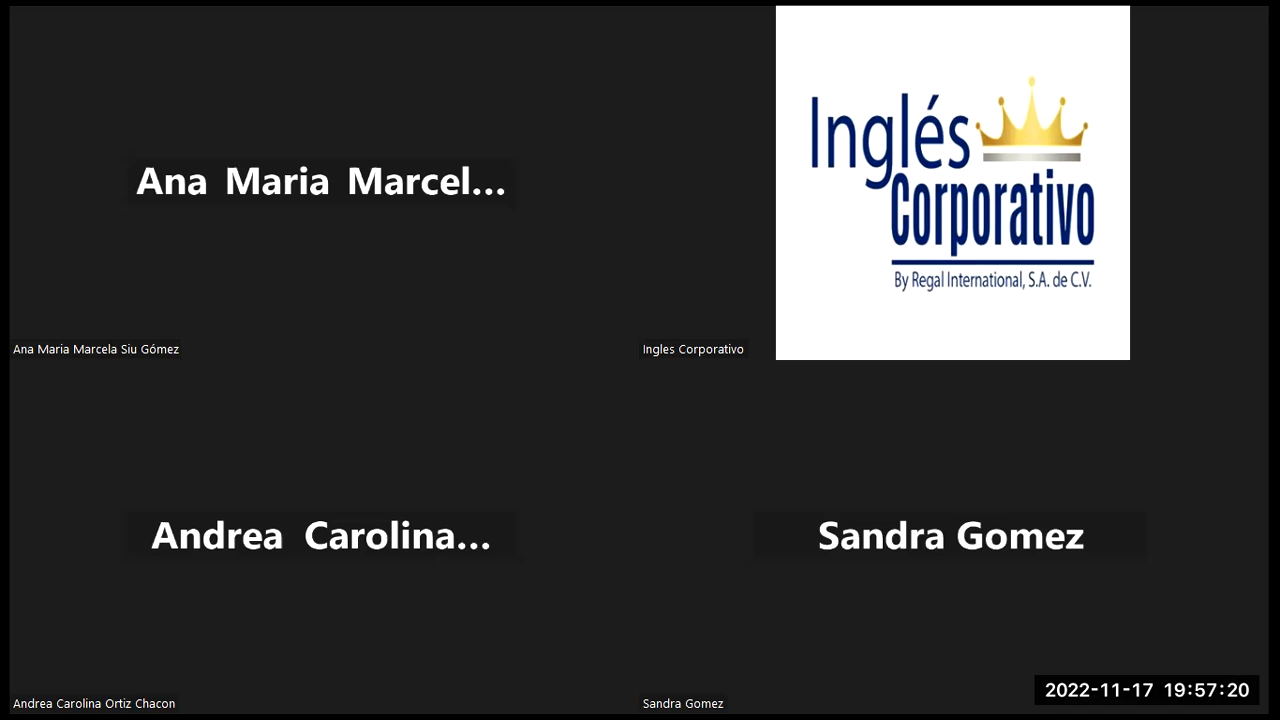 Ana Maria Marcel...
Ana Maria Marcela Siu Gómez
Inglés
Corporativo
By Regal International, S.A. de C.V.
Ingles Corporativo
Andrea Carolina...
Andrea Carolina Ortiz Chacon
Sandra Gomez
Sandra Gomez
2022-11-17 19:57:20